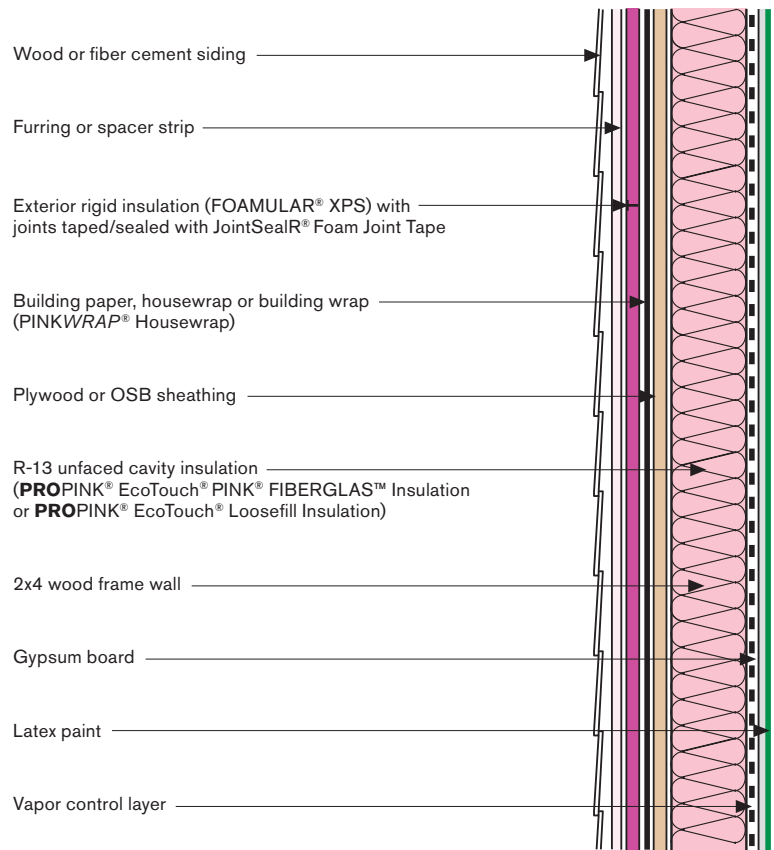 Wood or fiber cement siding
Furring or spacer strip
Exterior rigid insulation (FOAMULAR® XPS) with
joints taped/sealed with JointSealR® Foam Joint Tape
Building paper, housewrap or building wrap
(PINKWRAP® Housewrap)
Plywood or OSB sheathing
R-13 unfaced cavity insulation
(PROPINK® EcoTouch® PINK® FIBERGLAS™ Insulation
or PROPINK® EcoTouch® Loosefill Insulation)
2x4 wood frame wall
Gypsum board
Latex paint
Vapor control layer